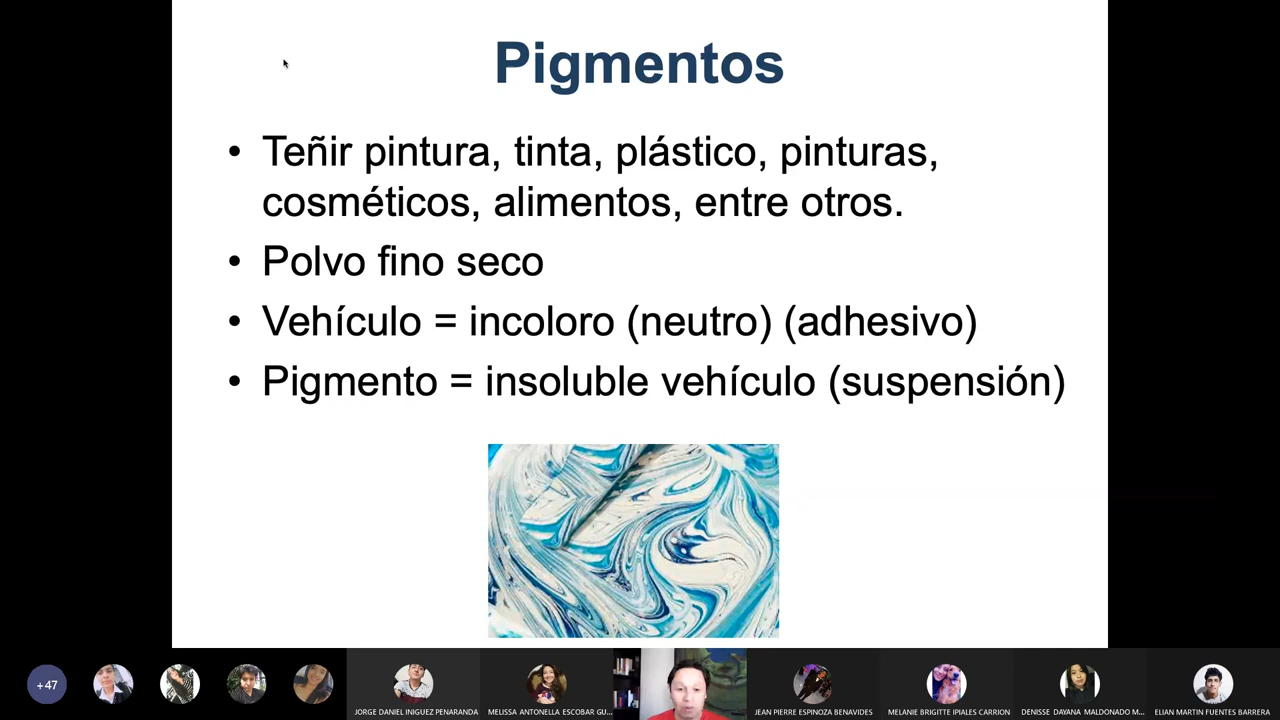 Pigmentos
• Teñir pintura, tinta, plástico, pinturas,
cosméticos, alimentos, entre otros.
• Polvo fino seco
• Vehículo = incoloro (neutro) (adhesivo)
• Pigmento = insoluble vehículo (suspensión)
+47
JORGE DANIEL INIGUEZ PENARANDA
MELISSA ANTONELLA ESCOBAR GU...
JEAN PIERRE ESPINOZA BENAVIDES
MELANIE BRIGITTE IPIALES CARRION
DENISSE DAYANA MALDONADO M...
ELIAN MARTIN FUENTES BARRERA